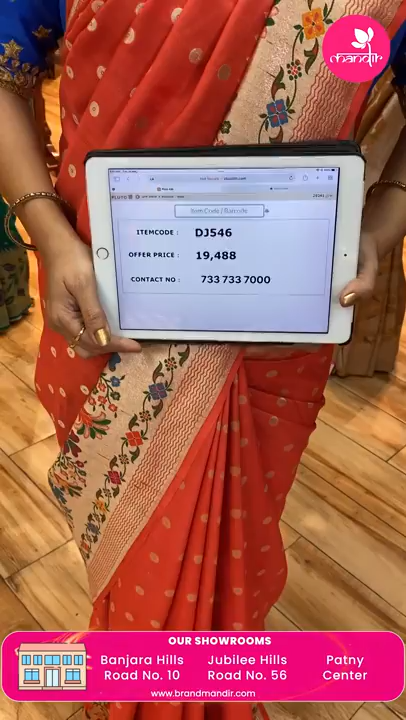 mandir
Item Code / Barcode
ITEMCODE : DJ546
OFFER PRICE : 19,488
CONTACT NO : 733 733 7000
OUR SHOWROOMS
Banjara Hills
Road No. 10
Jubilee Hills
Road No. 56
Patny
Center
www.brandmandir.com